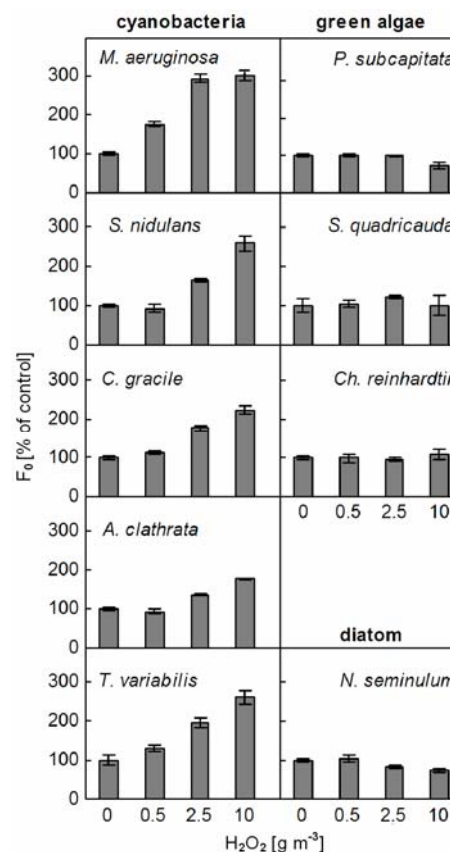 cyanobacteria green algae
M. aeruginosa P. subcapitata
300
200
100
0
S. nidulans S. quadricauda
300
200
100
0
C. gracile Ch. reinhardtii
300
200
100
0
0 0.5 2.5 10
A. clathrata
300
200
100
0
diatom
T. variabilis N. seminulum
300
200
100
0
0 0.5 2.5 10 0 0.5 2.5 10
H₂O₂ [g m⁻³]
F₀ [% of control]